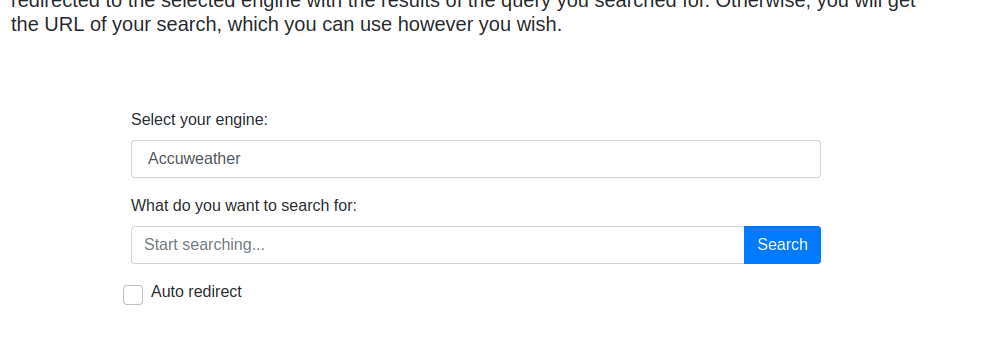 redirected to the selected engine with the results of the query you searched for. Otherwise, you will get
the URL of your search, which you can use however you wish.
Select your engine:
Accuweather
What do you want to search for:
Start searching...
Search
Auto redirect